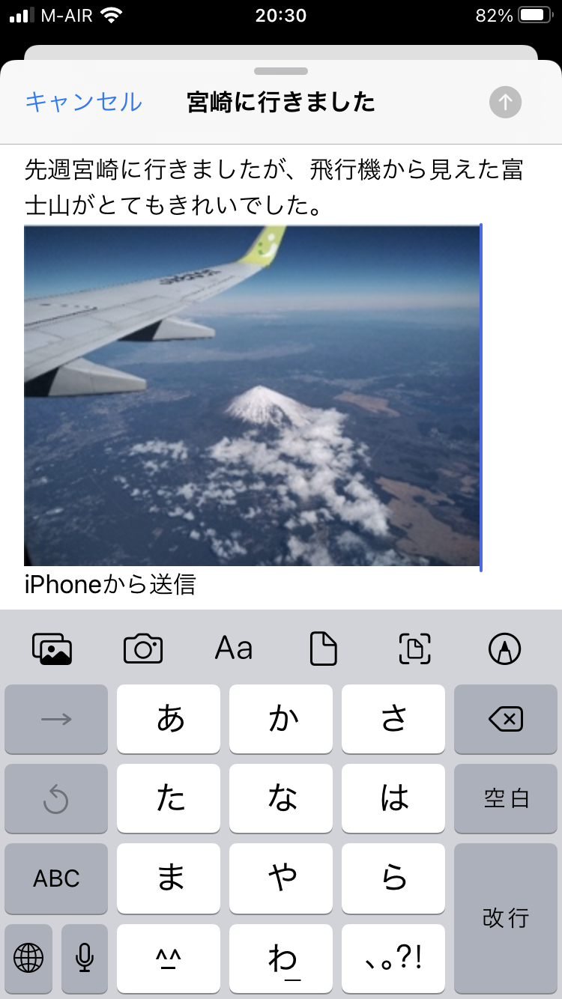 M-AIR 20:30 82%
キャンセル 宮崎に行きました
先週宮崎に行きましたが、飛行機から見えた富
士山がとてもきれいでした。
iPhoneから送信
Aa
あ か さ
た な は 空白
ABC ま や ら
改行
^^ わ 、。?!